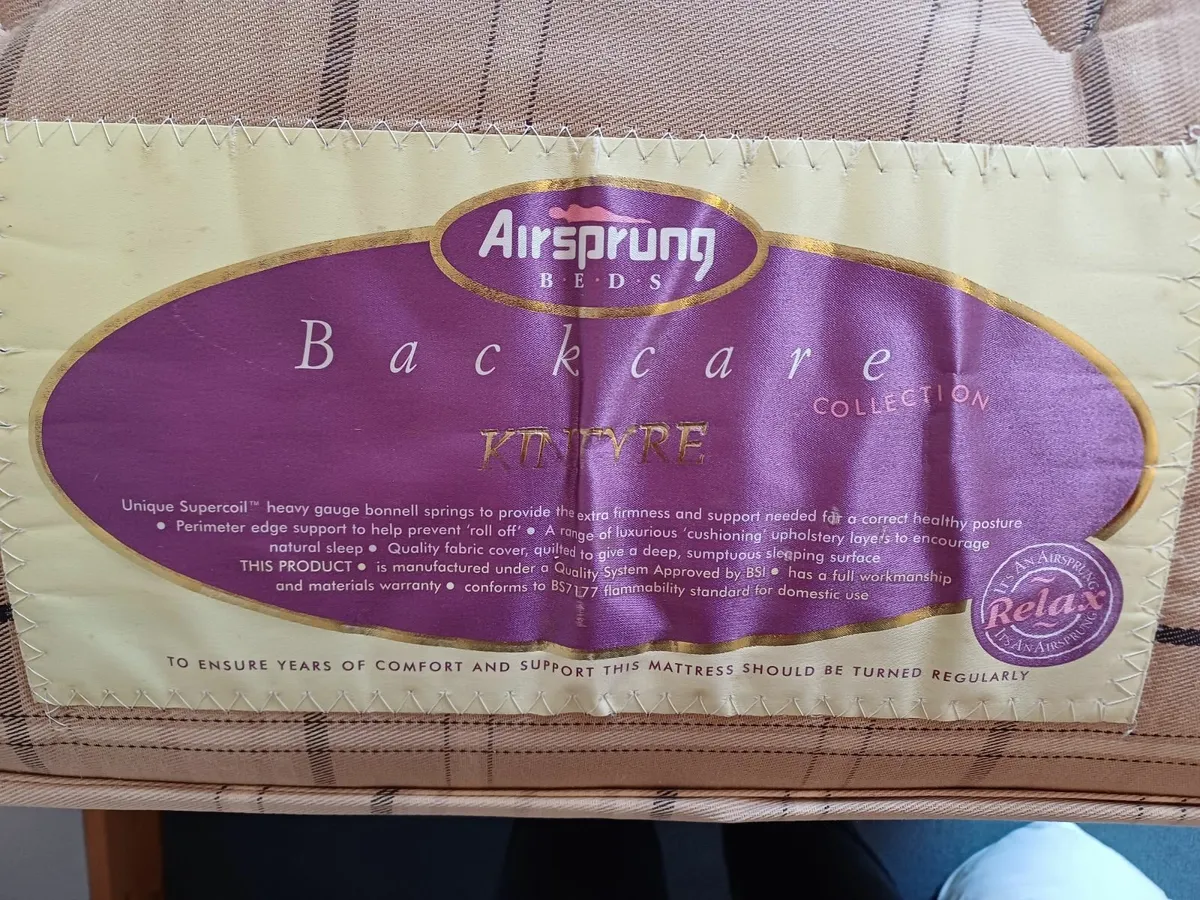 Airsprung
B·E·D·S
Backcare
COLLECTION
KINTYRE
Unique Supercoil™ heavy gauge bonnell springs to provide the extra firmness and support needed for a correct healthy posture
● Perimeter edge support to help prevent 'roll off' ● A range of luxurious 'cushioning' upholstery layers to encourage
natural sleep ● Quality fabric cover, quilted to give a deep, sumptuous sleeping surface
THIS PRODUCT ● is manufactured under a Quality System Approved by BSI ● has a full workmanship
and materials warranty ● conforms to BS7177 flammability standard for domestic use
IT'S AN AIRSPRUNG
Relax
IT'S AN AIRSPRUNG
TO ENSURE YEARS OF COMFORT AND SUPPORT THIS MATTRESS SHOULD BE TURNED REGULARLY